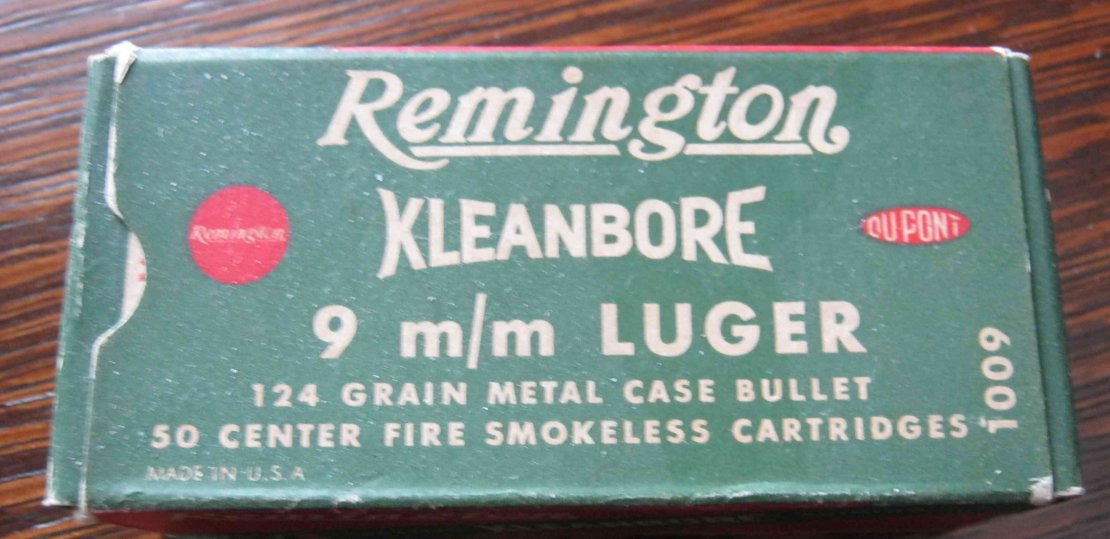 Remington
Remington
KLEANBORE
DU PONT
9 m/m LUGER
124 GRAIN METAL CASE BULLET
50 CENTER FIRE SMOKELESS CARTRIDGES
MADE IN U.S.A
6001